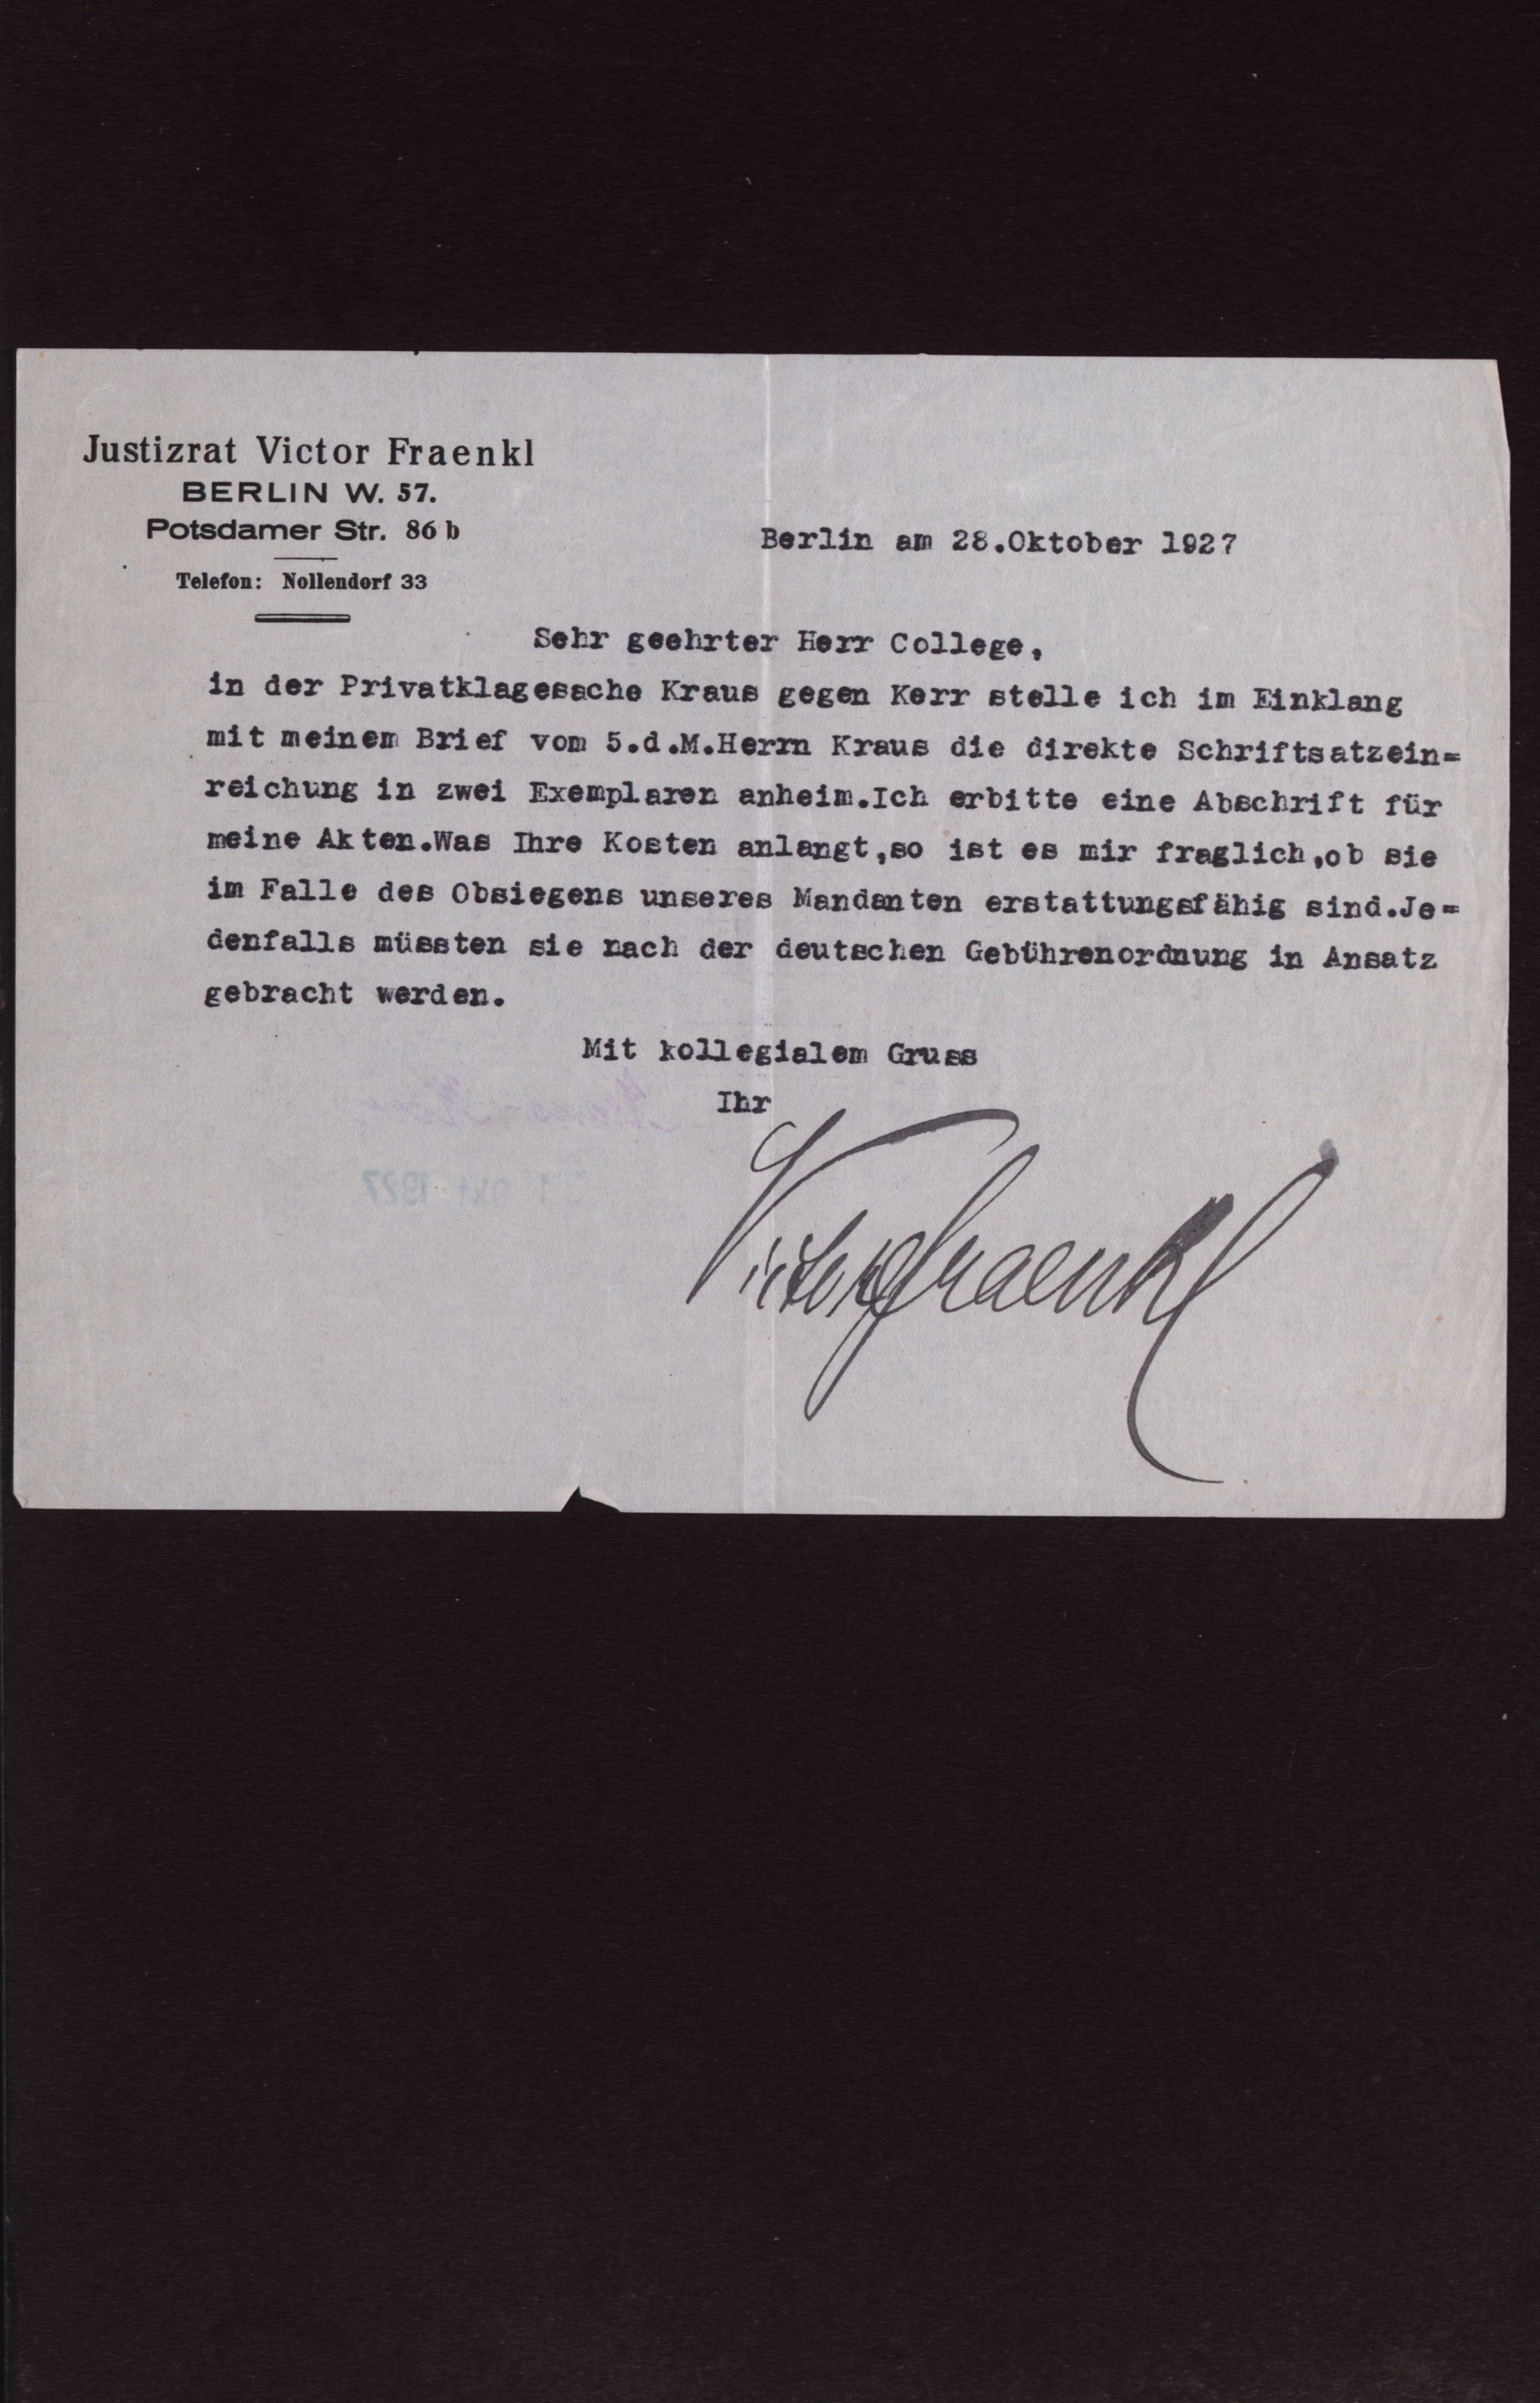 Justizrat Victor Fraenkl
BERLIN W. 57.
Potsdamer Str. 86 b
Telefon: Nollendorf 33
Berlin am 28.Oktober 1927
Sehr geehrter Herr College,
in der Privatklagesache Kraus gegen Kerr stelle ich im Einklang
mit meinem Brief vom 5.d.M.Herrn Kraus die direkte Schriftsatzein=
reichung in zwei Exemplaren anheim.Ich erbitte eine Abschrift für
meine Akten.Was Ihre Kosten anlangt,so ist es mir fraglich,ob sie
im Falle des Obsiegens unseres Mandanten erstattungsfähig sind.Je=
denfalls müssten sie nach der deutschen Gebührenordnung in Ansatz
gebracht werden.
Mit kollegialem Gruss
Ihr
Victor Fraenkl